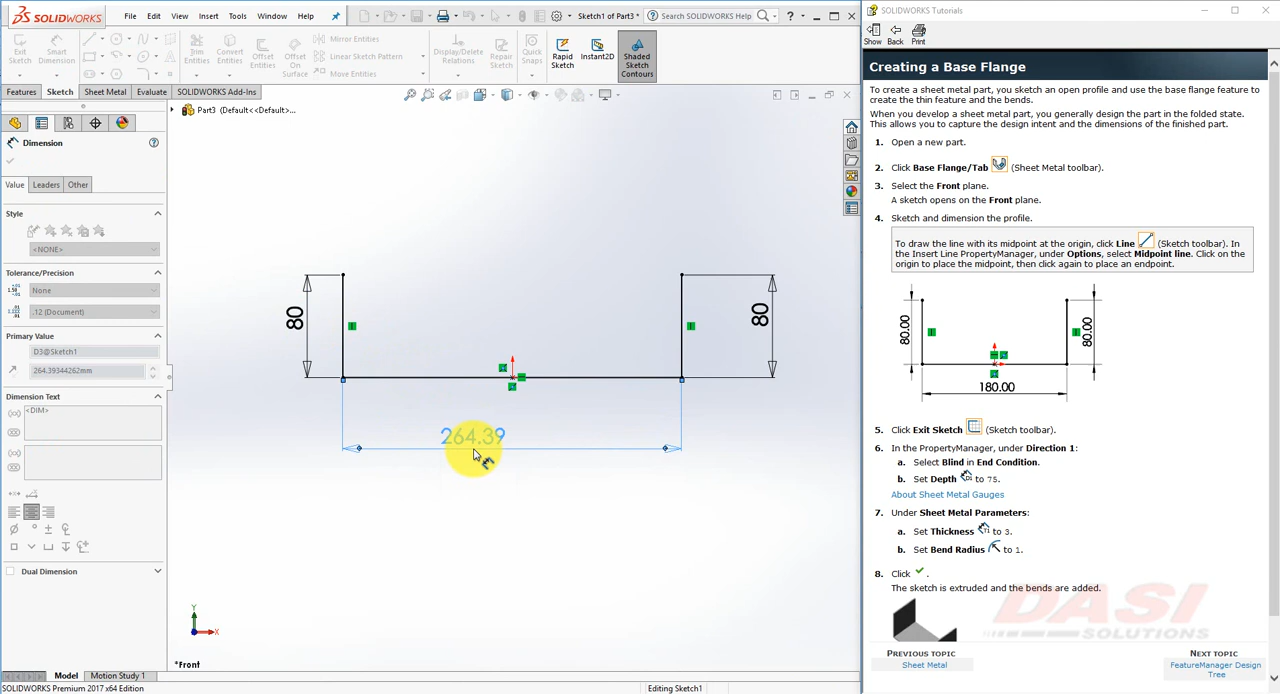 SOLIDWORKS
File Edit View Insert Tools Window Help
Sketch1 of Part3 *
Search SOLIDWORKS Help
Exit Sketch
Smart Dimension
Trim Entities
Convert Entities
Offset Entities
Offset On Surface
Mirror Entities
Linear Sketch Pattern
Move Entities
Display/Delete Relations
Repair Sketch
Quick Snaps
Rapid Sketch
Instant2D
Shaded Sketch Contours
Features Sketch Sheet Metal Evaluate SOLIDWORKS Add-Ins
Part3 (Default<<Default>...
Dimension
Value Leaders Other
Style
<NONE>
Tolerance/Precision
None
.12 (Document)
Primary Value
D3@Sketch1
264.39344262mm
Dimension Text
<DIM>
Dual Dimension
80
80
264.39
Y
X
*Front
Model Motion Study 1
SOLIDWORKS Premium 2017 x64 Edition
Editing Sketch1
SOLIDWORKS Tutorials
Show Back Print
Creating a Base Flange
To create a sheet metal part, you sketch an open profile and use the base flange feature to
create the thin feature and the bends.
When you develop a sheet metal part, you generally design the part in the folded state.
This allows you to capture the design intent and the dimensions of the finished part.
1. Open a new part.
2. Click Base Flange/Tab (Sheet Metal toolbar).
3. Select the Front plane.
A sketch opens on the Front plane.
4. Sketch and dimension the profile.
To draw the line with its midpoint at the origin, click Line (Sketch toolbar). In
the Insert Line PropertyManager, under Options, select Midpoint line. Click on the
origin to place the midpoint, then click again to place an endpoint.
80.00
80.00
180.00
5. Click Exit Sketch (Sketch toolbar).
6. In the PropertyManager, under Direction 1:
a. Select Blind in End Condition.
b. Set Depth to 75.
About Sheet Metal Gauges
7. Under Sheet Metal Parameters:
a. Set Thickness to 3.
b. Set Bend Radius to 1.
8. Click .
The sketch is extruded and the bends are added.
DASI
SOLUTIONS
PREVIOUS TOPIC
Sheet Metal
NEXT TOPIC
FeatureManager Design
Tree